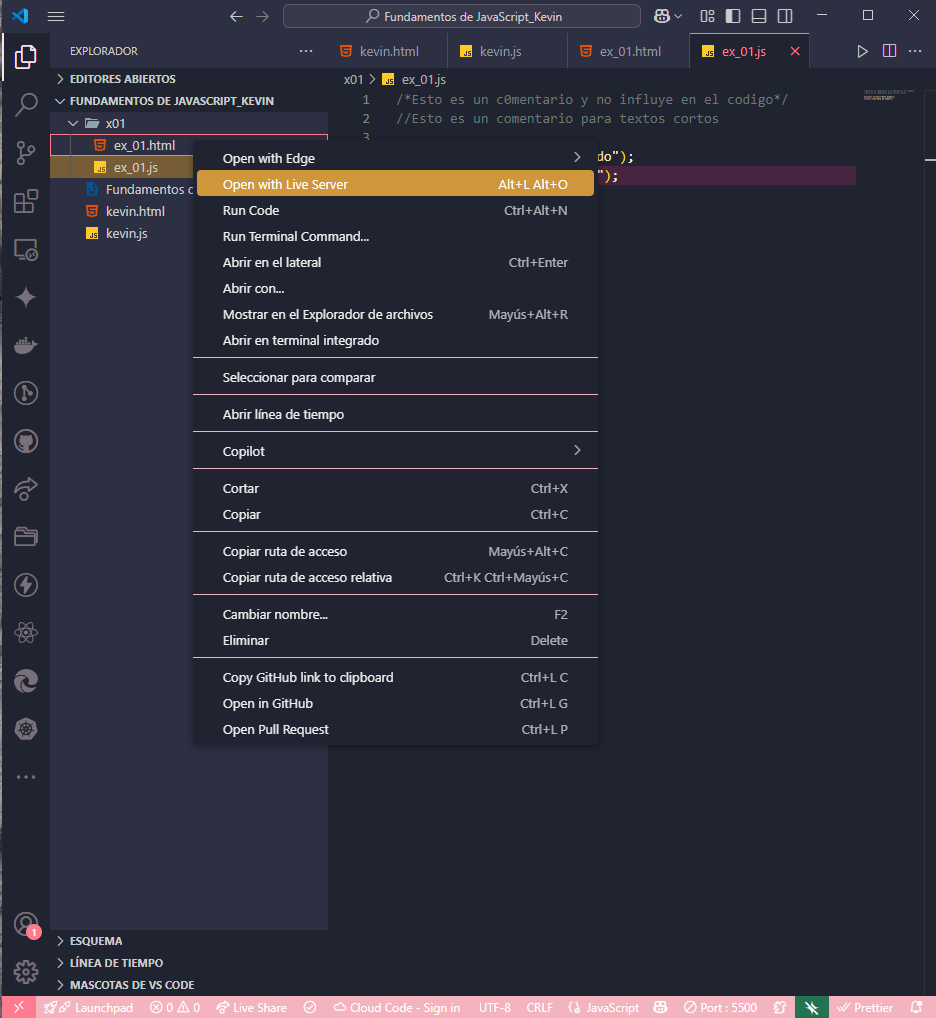 Fundamentos de JavaScript_Kevin
EXPLORADOR
kevin.html
kevin.js
ex_01.html
ex_01.js
EDITORES ABIERTOS
FUNDAMENTOS DE JAVASCRIPT_KEVIN
x01
ex_01.html
ex_01.js
Fundamentos
kevin.html
kevin.js
x01 > ex_01.js
1 /*Esto es un c0mentario y no influye en el codigo*/
2 //Esto es un comentario para textos cortos
3
do");
");
Open with Edge
Open with Live Server Alt+L Alt+O
Run Code Ctrl+Alt+N
Run Terminal Command...
Abrir en el lateral Ctrl+Enter
Abrir con...
Mostrar en el Explorador de archivos Mayús+Alt+R
Abrir en terminal integrado
Seleccionar para comparar
Abrir línea de tiempo
Copilot
Cortar Ctrl+X
Copiar Ctrl+C
Copiar ruta de acceso Mayús+Alt+C
Copiar ruta de acceso relativa Ctrl+K Ctrl+Mayús+C
Cambiar nombre... F2
Eliminar Delete
Copy GitHub link to clipboard Ctrl+L C
Open in GitHub Ctrl+L G
Open Pull Request Ctrl+L P
1
ESQUEMA
LÍNEA DE TIEMPO
MASCOTAS DE VS CODE
Launchpad 0 0 Live Share Cloud Code - Sign in UTF-8 CRLF JavaScript Port : 5500 Prettier